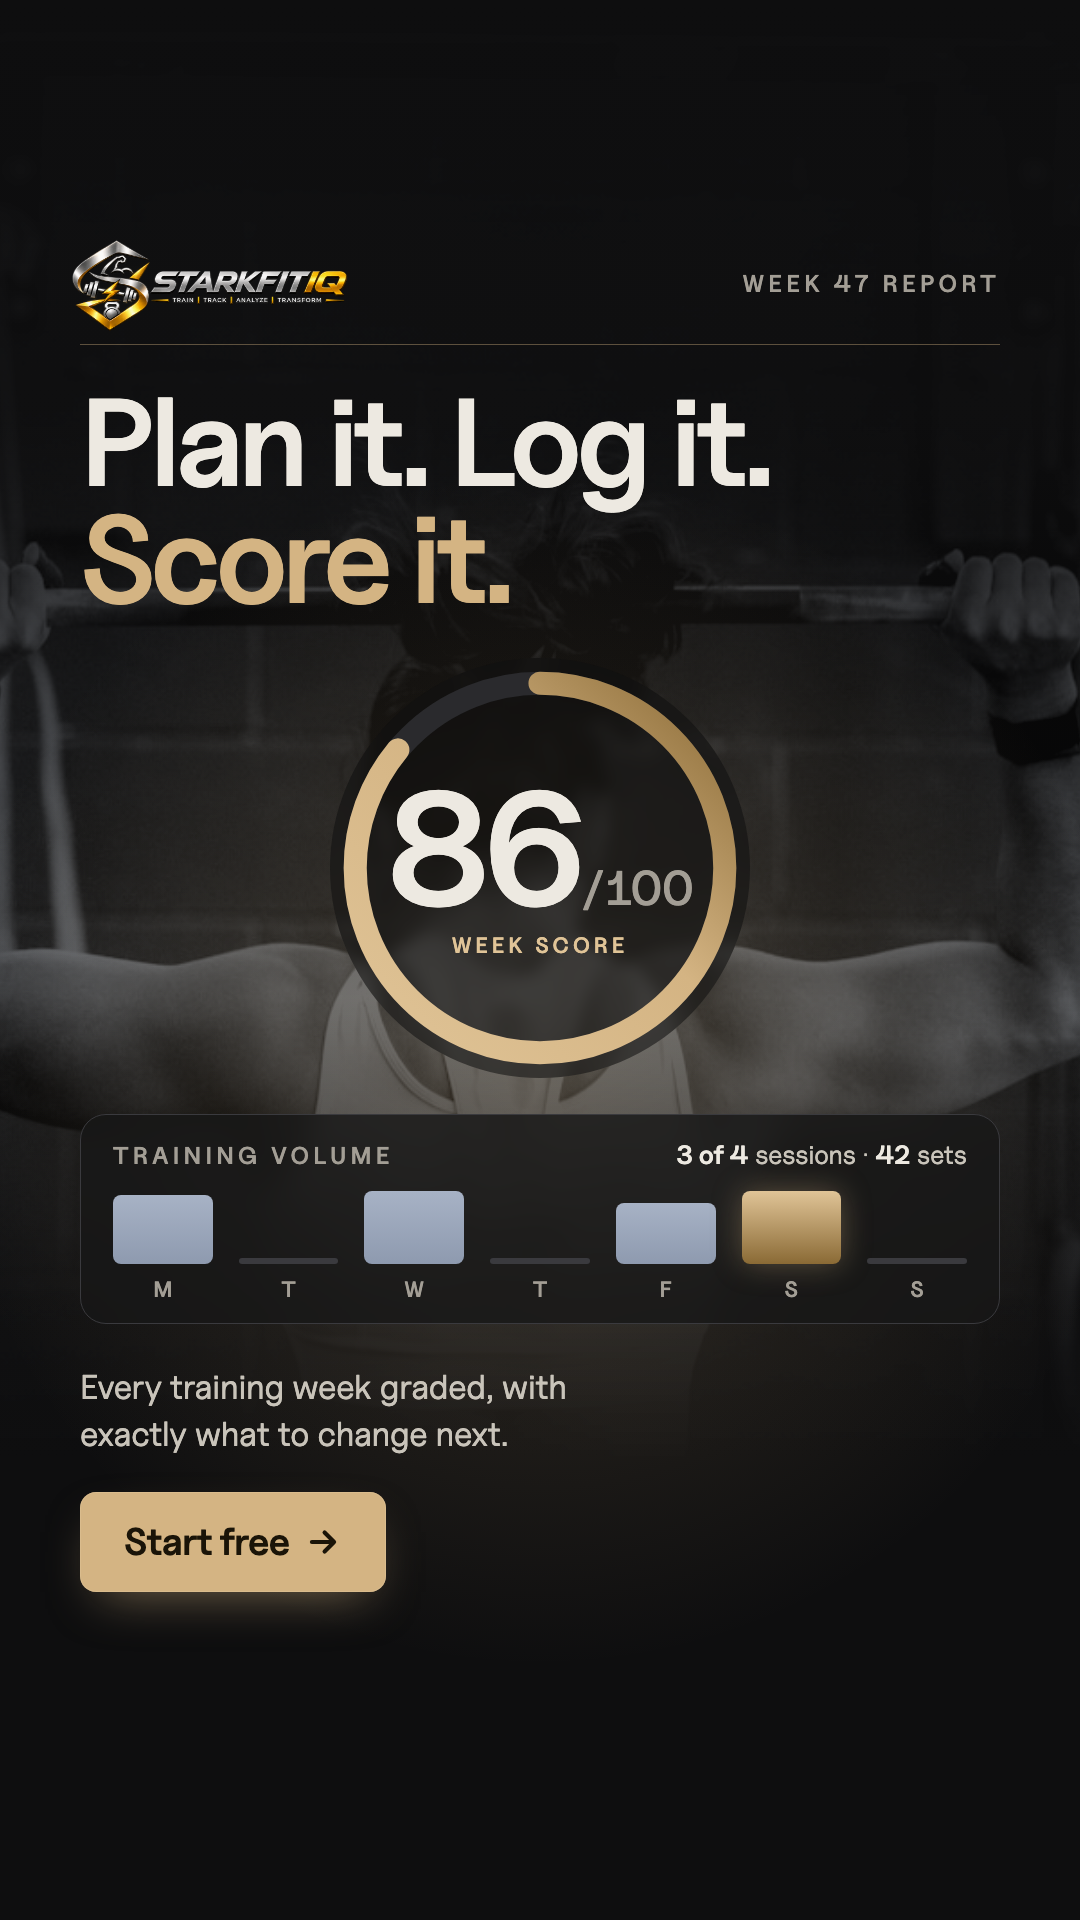 STARKFITIQ
TRAIN | TRACK | ANALYZE | TRANSFORM
WEEK 47 REPORT
Plan it. Log it.
Score it.
86/100
WEEK SCORE
TRAINING VOLUME
3 of 4 sessions · 42 sets
M T W T F S S
Every training week graded, with
exactly what to change next.
Start free →